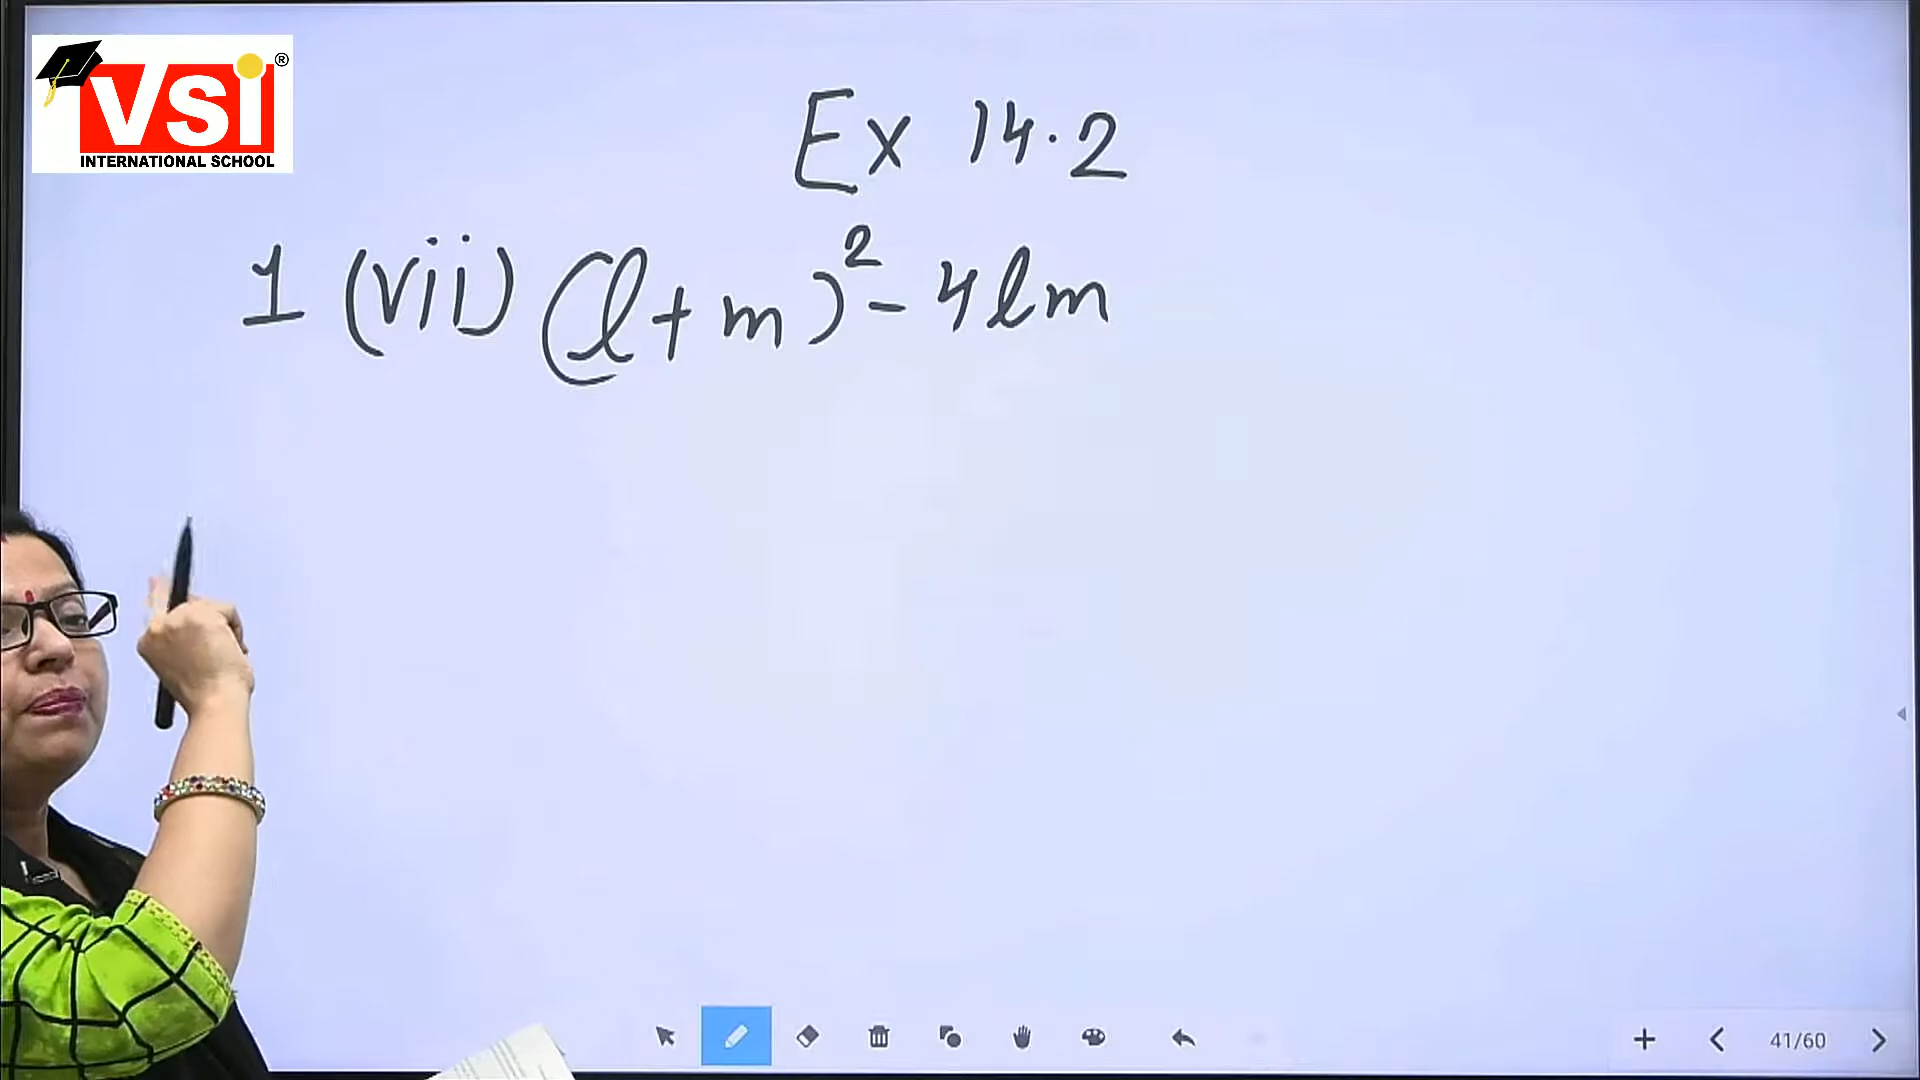 VSI ®
INTERNATIONAL SCHOOL
Ex 14.2
1 (vii) (l+m)² - 4lm
41/60